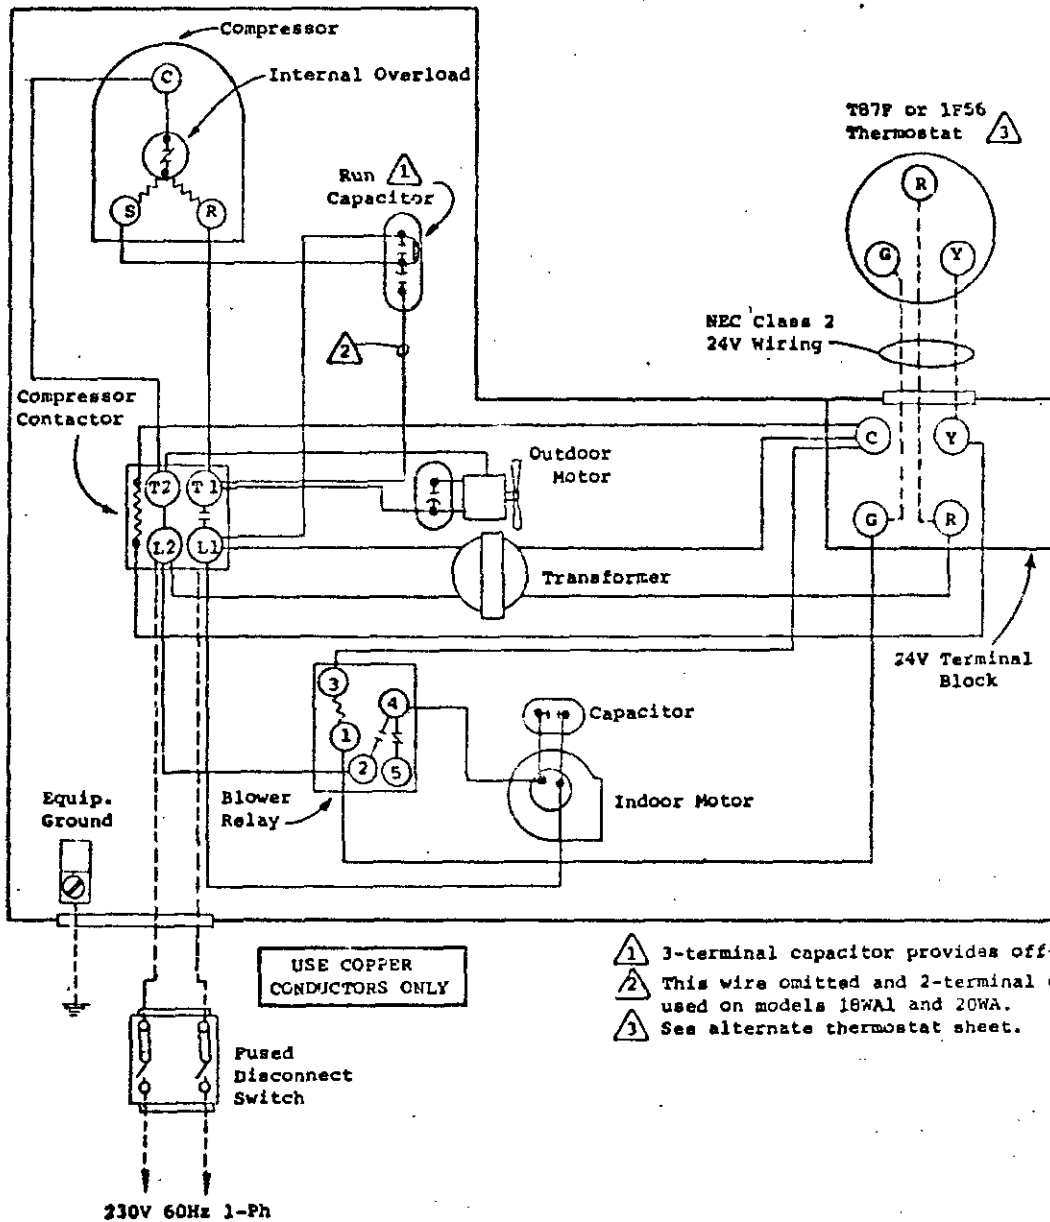 Compressor
C
Internal Overload
S
R
Run
Capacitor
1
2
T87F or 1F56
Thermostat
3
R
G
Y
NEC Class 2
24V Wiring
Compressor
Contactor
C
Y
Outdoor
Motor
T2
T1
G
R
L2
L1
Transformer
24V Terminal
Block
3
4
1
2
5
Capacitor
Indoor Motor
Blower
Relay
Equip.
Ground
USE COPPER
CONDUCTORS ONLY
1 3-terminal capacitor provides off-
2 This wire omitted and 2-terminal
used on models 18WA1 and 20WA.
3 See alternate thermostat sheet.
Fused
Disconnect
Switch
230V 60Hz 1-Ph